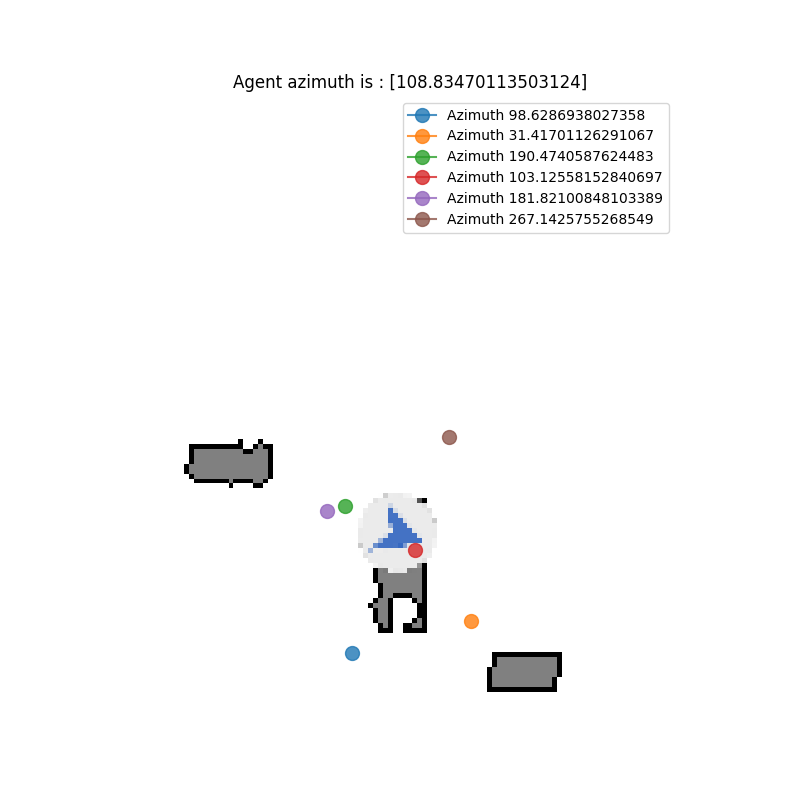 Agent azimuth is : [108.83470113503124]
Azimuth 98.6286938027358
Azimuth 31.41701126291067
Azimuth 190.4740587624483
Azimuth 103.12558152840697
Azimuth 181.82100848103389
Azimuth 267.1425755268549